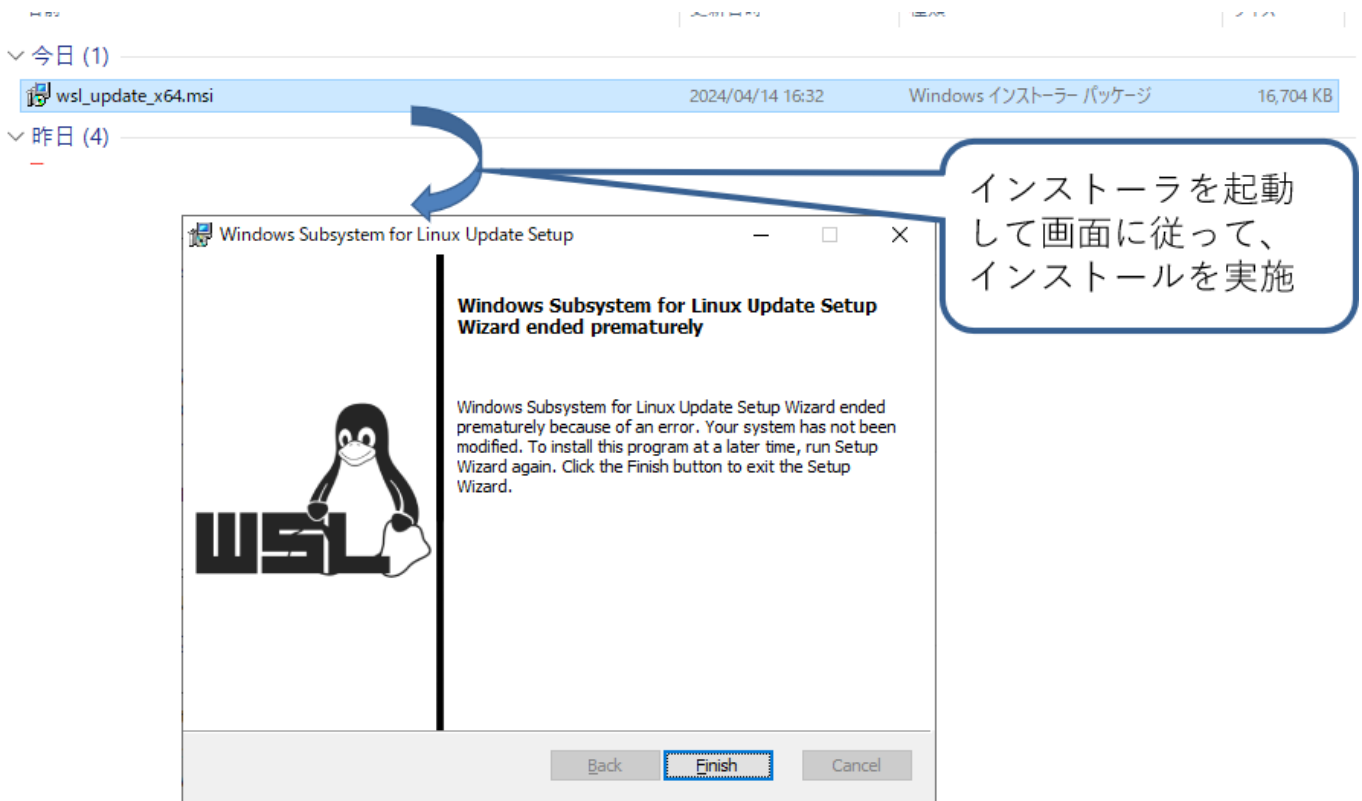 今日 (1)
wsl_update_x64.msi 2024/04/14 16:32 Windows インストーラー パッケージ 16,704 KB
昨日 (4)
インストーラを起動
して画面に従って、
インストールを実施
Windows Subsystem for Linux Update Setup
Windows Subsystem for Linux Update Setup
Wizard ended prematurely
Windows Subsystem for Linux Update Setup Wizard ended
prematurely because of an error. Your system has not been
modified. To install this program at a later time, run Setup
Wizard again. Click the Finish button to exit the Setup
Wizard.
WSL
Back Finish Cancel